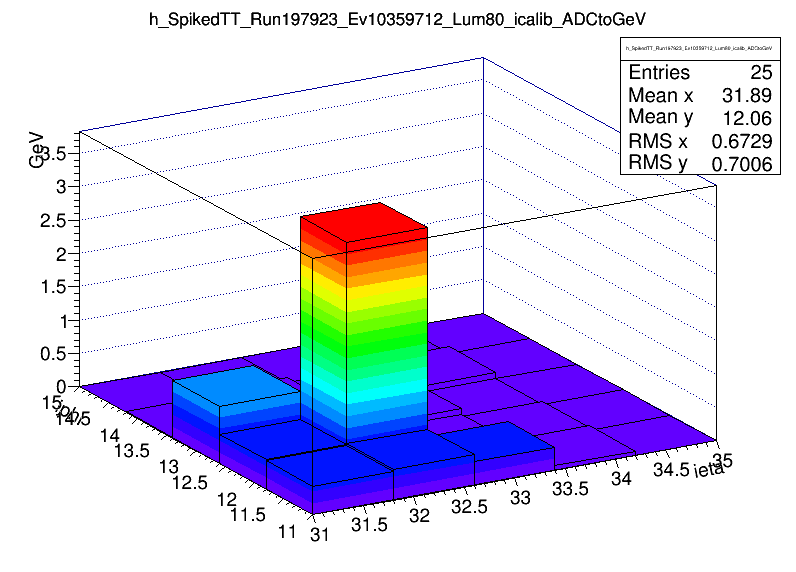 h_SpikedTT_Run197923_Ev10359712_Lum80_icalib_ADCtoGeV
h_SpikedTT_Run197923_Ev10359712_Lum80_icalib_ADCtoGeV
Entries 25
Mean x 31.89
Mean y 12.06
RMS x 0.6729
RMS y 0.7006
GeV
3.5
3
2.5
2
1.5
1
0.5
0
15
14.5
14
13.5
13
12.5
12
11.5
11
31
31.5
32
32.5
33
33.5
34
34.5
35
ieta